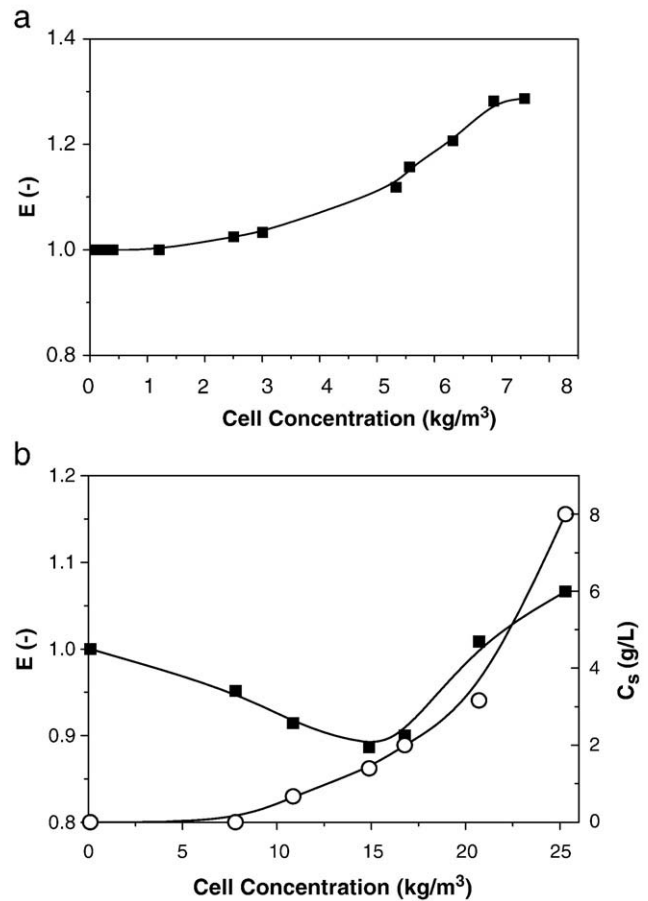 a
1.4
1.2
1.0
0.8
E (-)
0 1 2 3 4 5 6 7 8
Cell Concentration (kg/m³)
b
1.2
1.1
1.0
0.9
0.8
E (-)
8
6
4
2
0
Cₛ (g/L)
0 5 10 15 20 25
Cell Concentration (kg/m³)